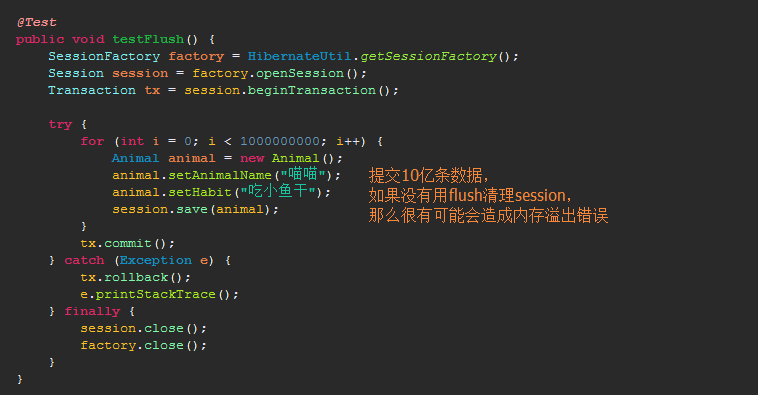 @Test
public void testFlush() {
    SessionFactory factory = HibernateUtil.getSessionFactory();
    Session session = factory.openSession();
    Transaction tx = session.beginTransaction();

    try {
        for (int i = 0; i < 1000000000; i++) {
            Animal animal = new Animal();
            animal.setAnimalName("喵喵"); 提交10亿条数据，
            animal.setHabit("吃小鱼干"); 如果没有用flush清理session，
            session.save(animal); 那么很有可能会造成内存溢出错误
        }
        tx.commit();
    } catch (Exception e) {
        tx.rollback();
        e.printStackTrace();
    } finally {
        session.close();
        factory.close();
    }
}